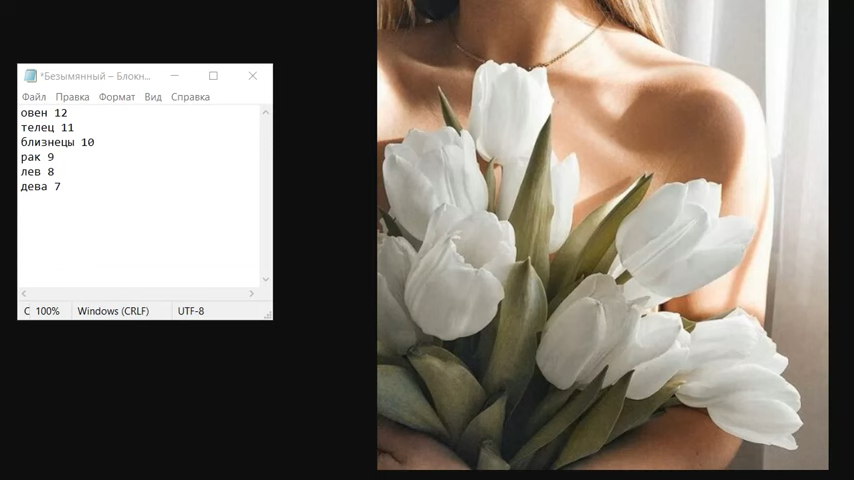 *Безымянный – Блокн...
Файл Правка Формат Вид Справка
овен 12
телец 11
близнецы 10
рак 9
лев 8
дева 7
С 100% Windows (CRLF) UTF-8